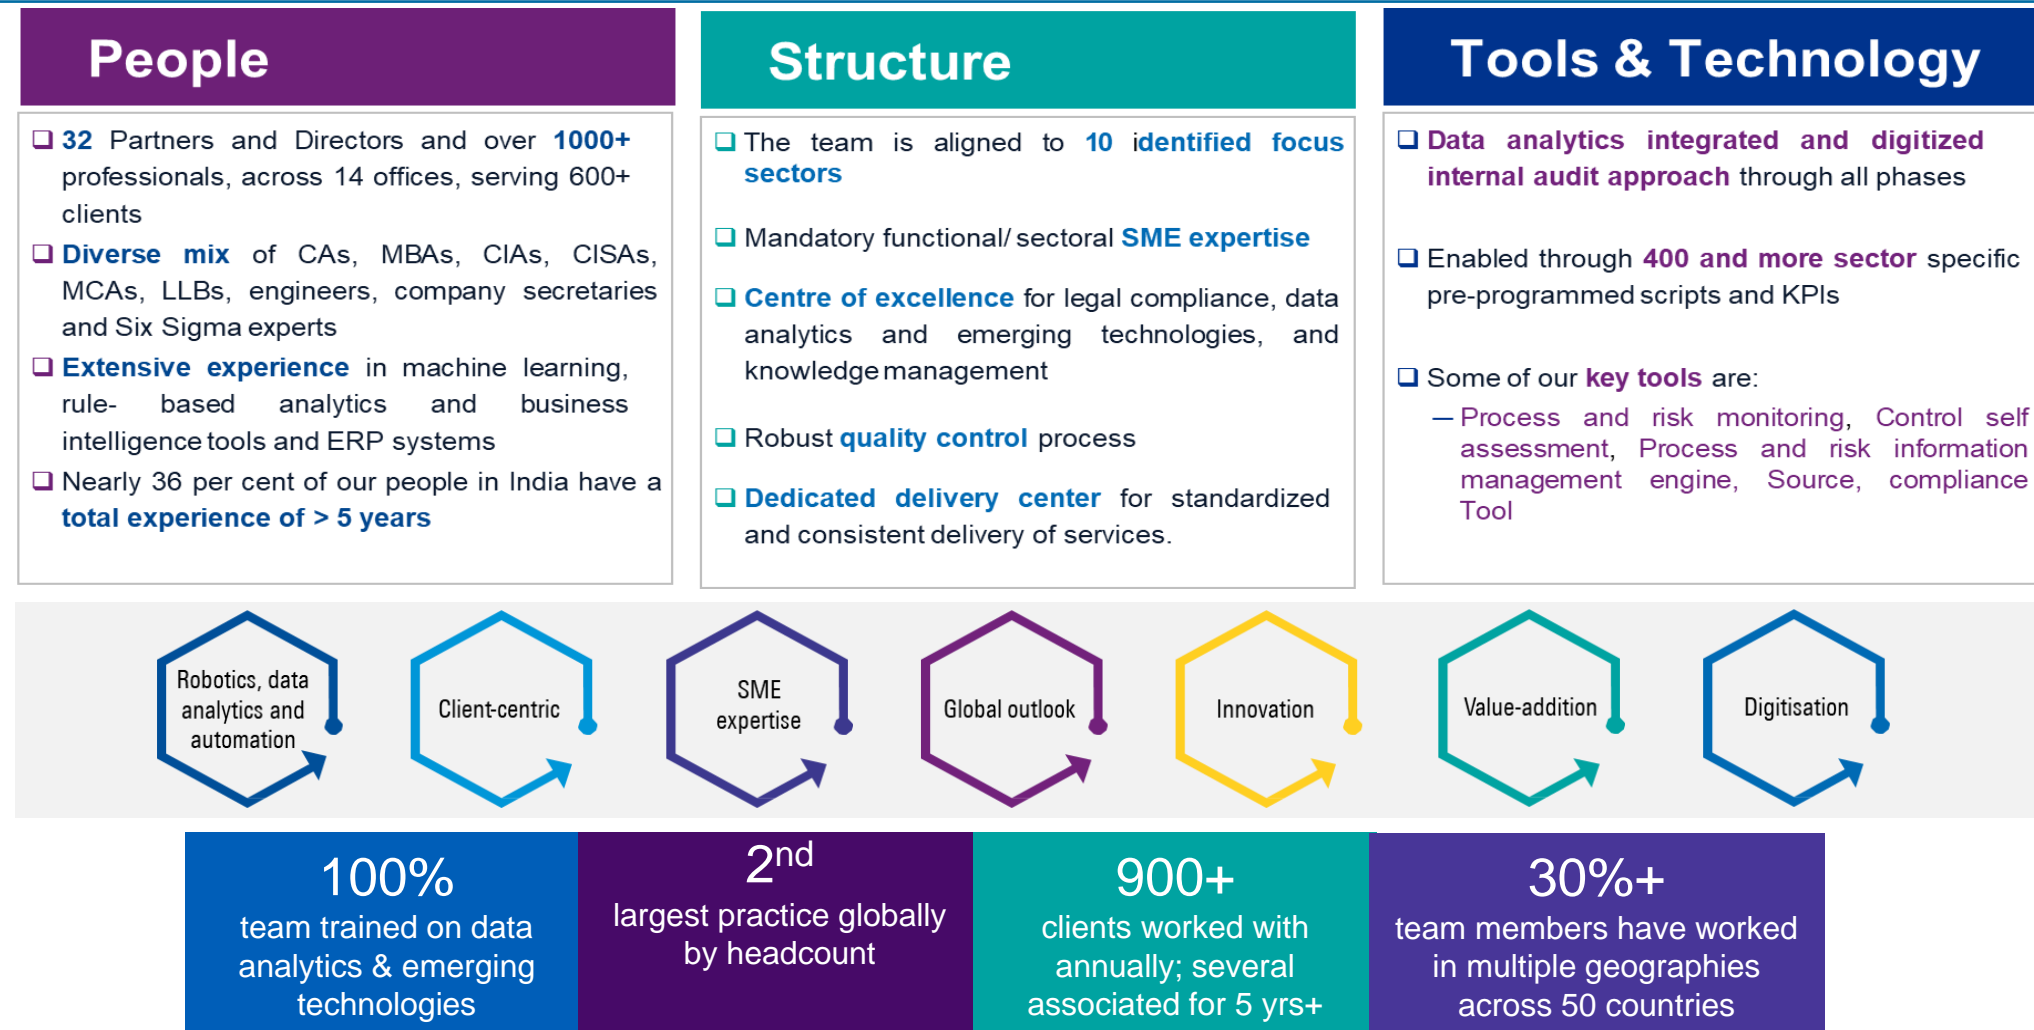 People
32 Partners and Directors and over 1000+
professionals, across 14 offices, serving 600+
clients
Diverse mix of CAs, MBAs, CIAs, CISAs,
MCAs, LLBs, engineers, company secretaries
and Six Sigma experts
Extensive experience in machine learning,
rule- based analytics and business
intelligence tools and ERP systems
Nearly 36 per cent of our people in India have a
total experience of > 5 years
Structure
The team is aligned to 10 identified focus
sectors
Mandatory functional/ sectoral SME expertise
Centre of excellence for legal compliance, data
analytics and emerging technologies, and
knowledge management
Robust quality control process
Dedicated delivery center for standardized
and consistent delivery of services.
Tools & Technology
Data analytics integrated and digitized
internal audit approach through all phases
Enabled through 400 and more sector specific
pre-programmed scripts and KPIs
Some of our key tools are:
— Process and risk monitoring, Control self
assessment, Process and risk information
management engine, Source, compliance
Tool
Robotics, data
analytics and
automation
Client-centric
SME
expertise
Global outlook
Innovation
Value-addition
Digitisation
100%
team trained on data
analytics & emerging
technologies
2nd
largest practice globally
by headcount
900+
clients worked with
annually; several
associated for 5 yrs+
30%+
team members have worked
in multiple geographies
across 50 countries